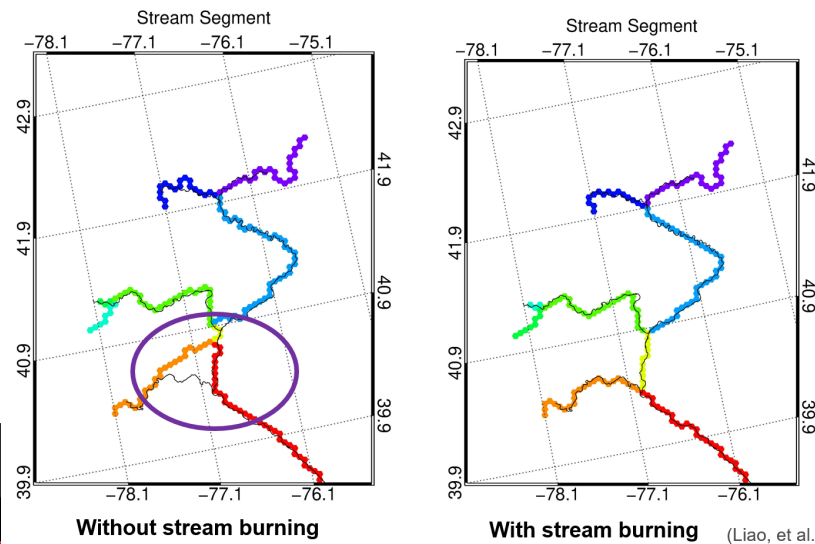 Stream Segment
−78.1 −77.1 −76.1 −75.1
42.9
41.9
40.9
39.9
41.9
40.9
39.9
−78.1 −77.1 −76.1
Without stream burning
Stream Segment
−78.1 −77.1 −76.1 −75.1
42.9
41.9
40.9
39.9
41.9
40.9
39.9
−78.1 −77.1 −76.1
With stream burning
(Liao, et al.